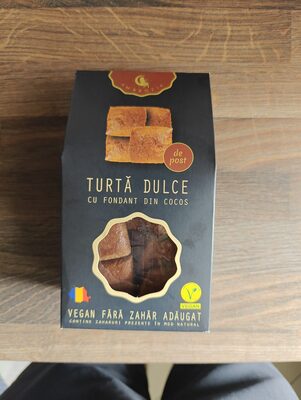 de
post
TURTĂ DULCE
CU FONDANT DIN COCOS
VEGAN
VEGAN FĂRĂ ZAHĂR ADĂUGAT
CONȚINE ZAHARURI PREZENTE ÎN MOD NATURAL